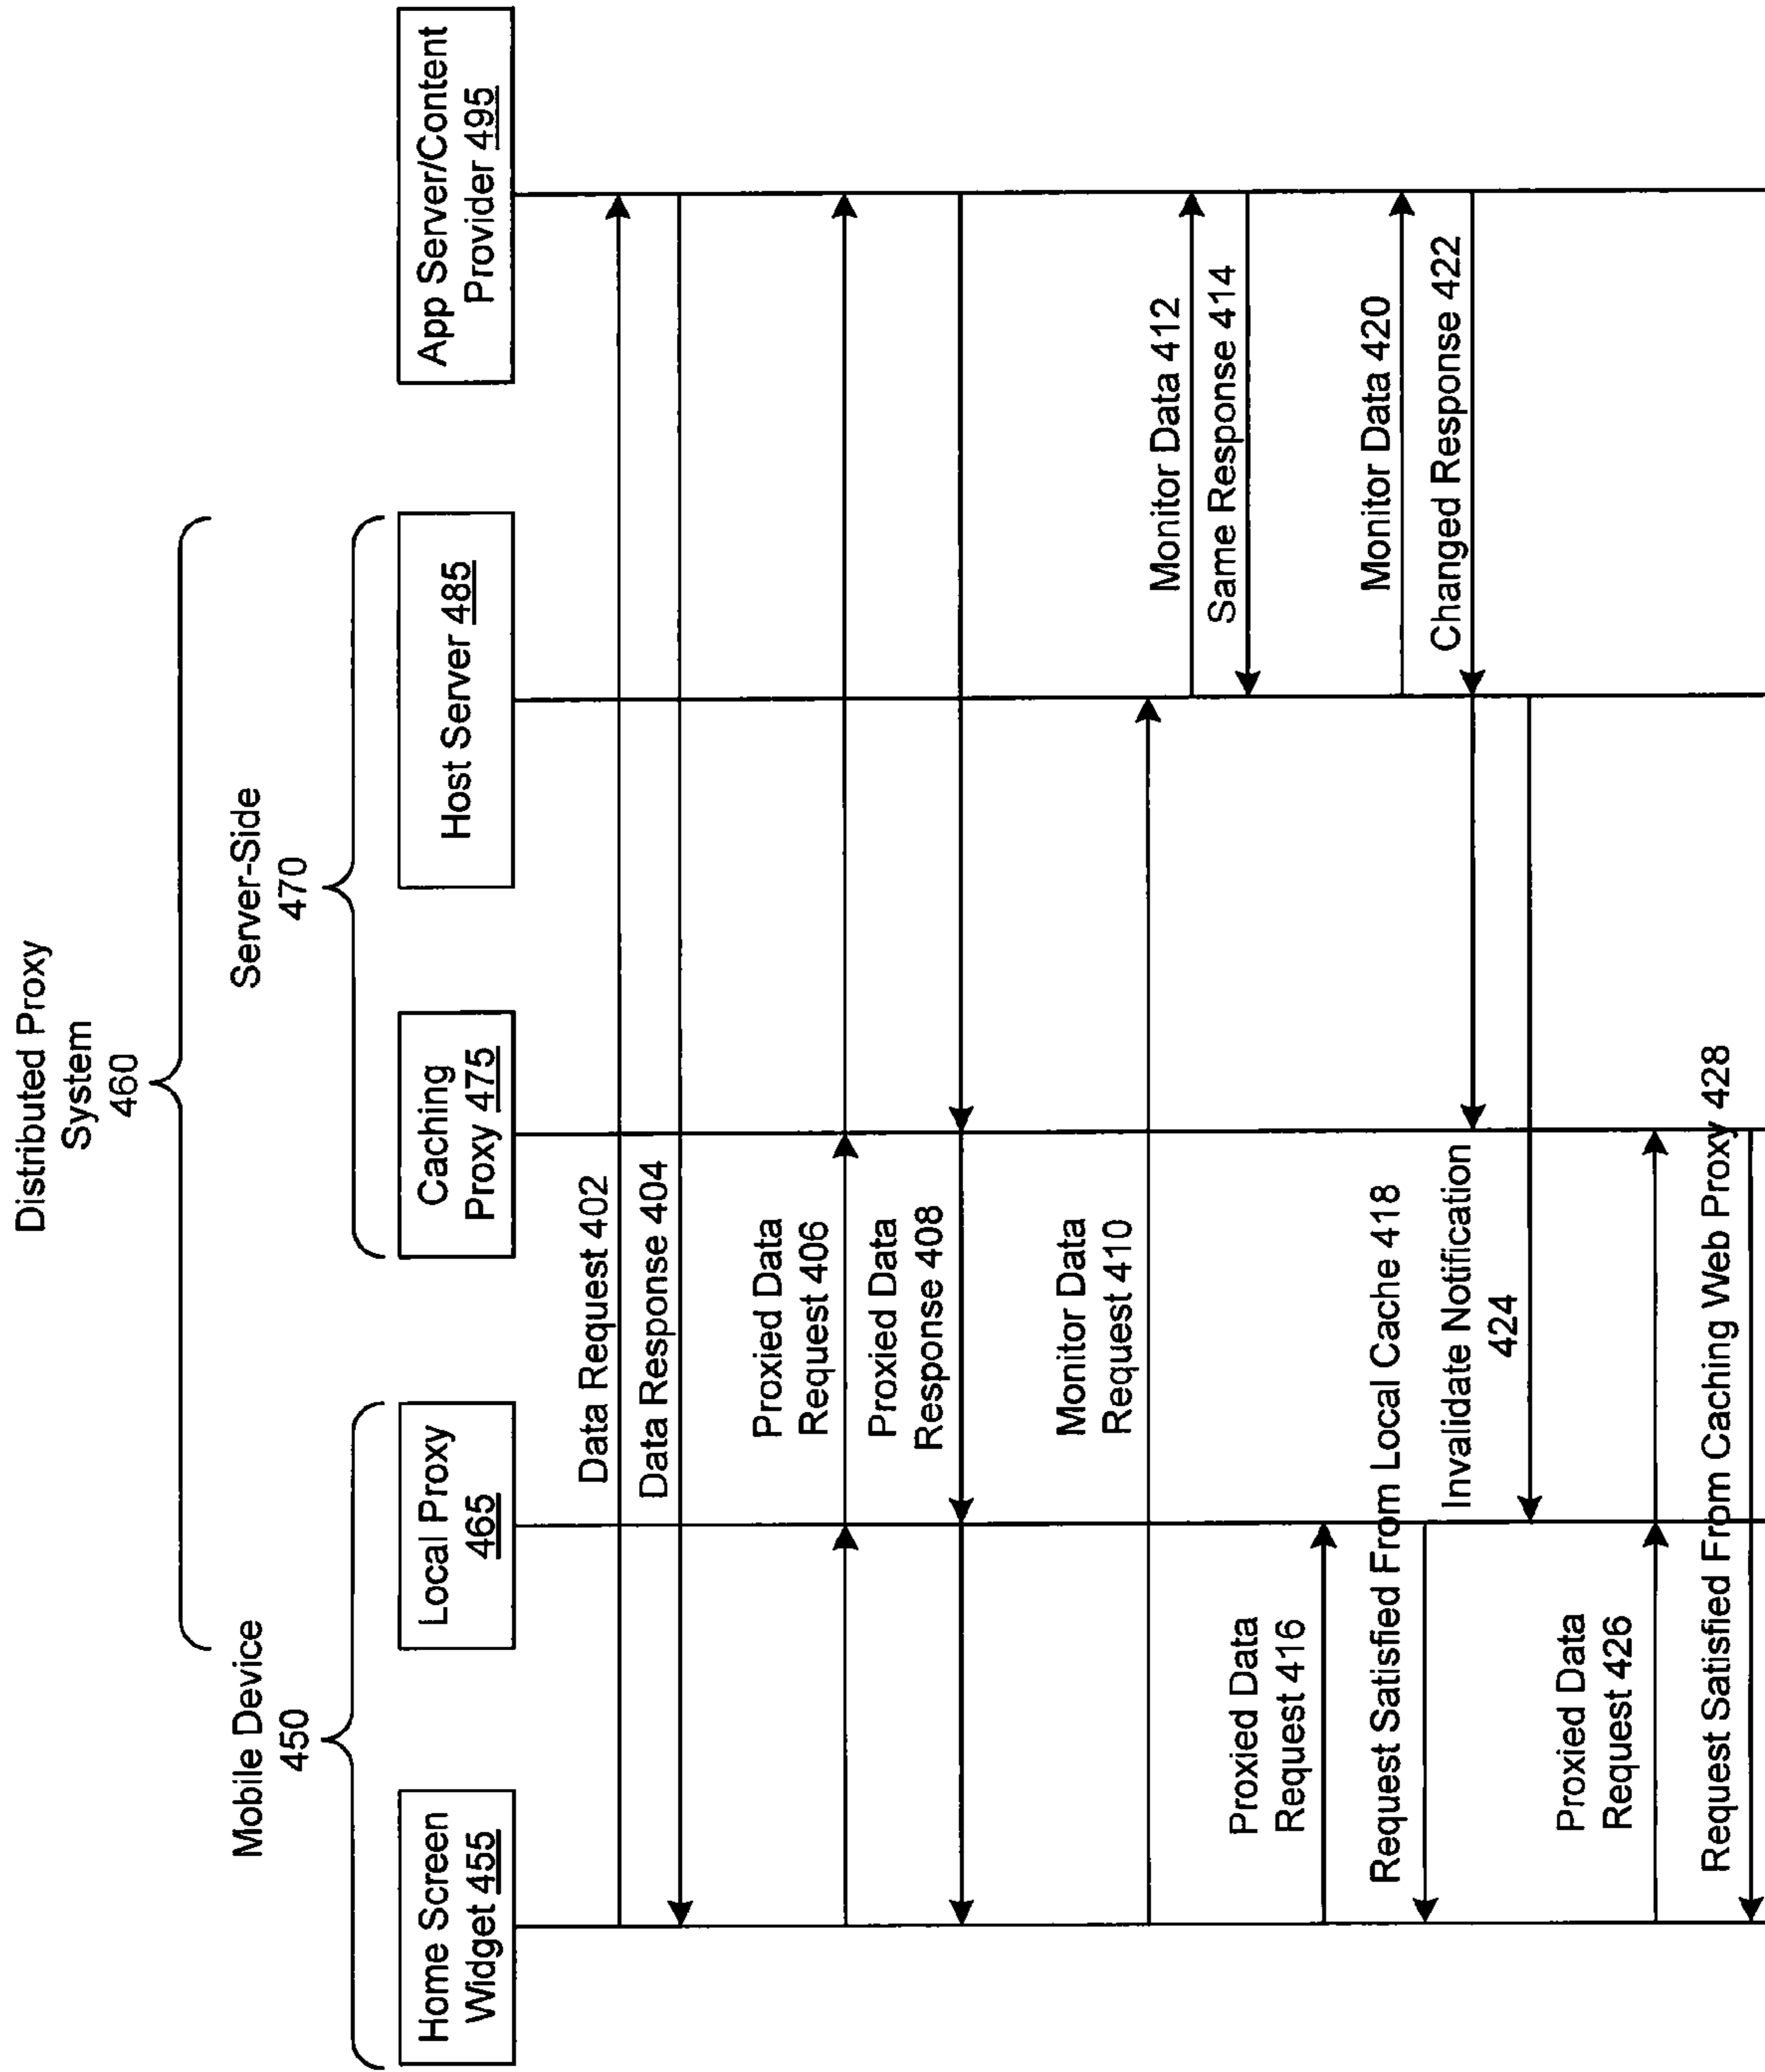 Distributed Proxy
System
460
Mobile Device
450
Server-Side
470
Home Screen
Widget 455
Local Proxy
465
Caching
Proxy 475
Host Server 485
App Server/Content
Provider 495
Data Request 402
Data Response 404
Proxied Data
Request 406
Proxied Data
Response 408
Monitor Data
Request 410
Monitor Data 412
Same Response 414
Proxied Data
Request 416
Request Satisfied From Local Cache 418
Monitor Data 420
Changed Response 422
Invalidate Notification
424
Proxied Data
Request 426
Request Satisfied From Caching Web Proxy 428